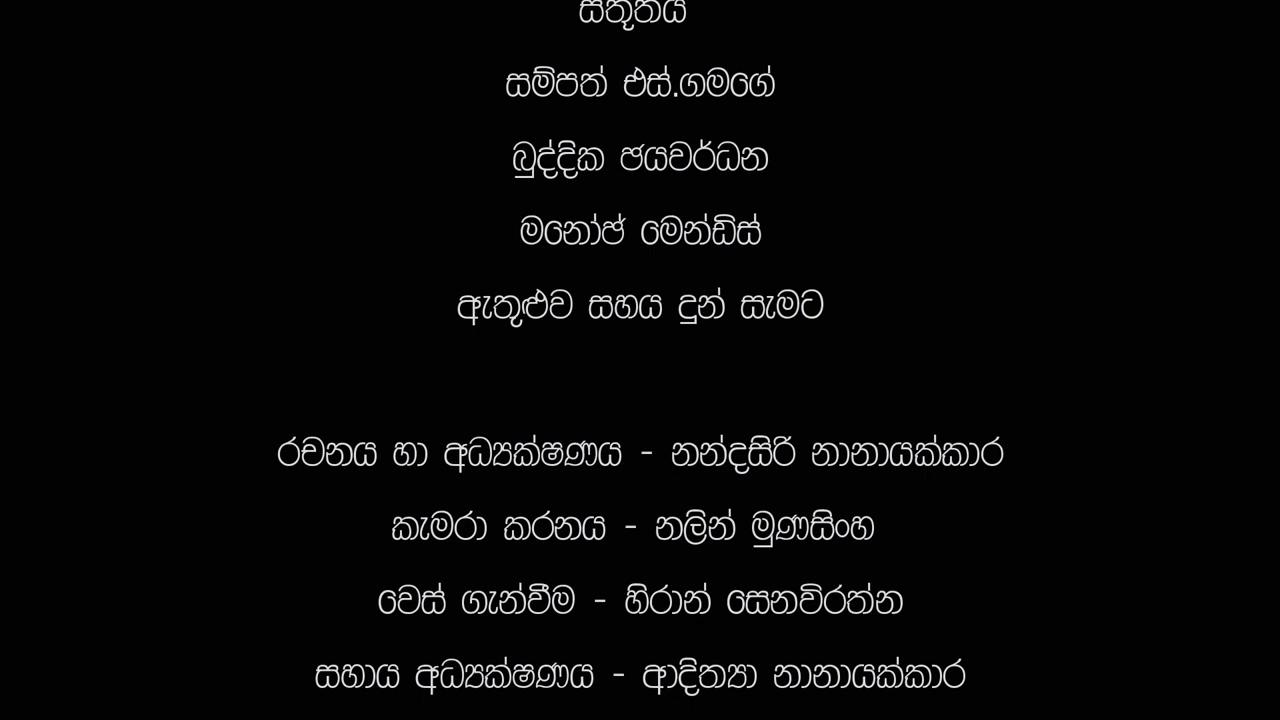 ස්තූතිය
සම්පත් එස්.ගමගේ
බුද්දික ඡයවර්ධන
මනෝඡ් මෙන්ඩිස්
ඇතුළුව සහය දුන් සැමට
රචනය හා අධ්‍යක්ෂණය - නන්දසිරි නානායක්කාර
කැමරා කරනය - නලින් මුණසිංහ
වෙස් ගැන්වීම - හිරාන් සෙනවිරත්න
සහාය අධ්‍යක්ෂණය - ආදිත්‍යා නානායක්කාර